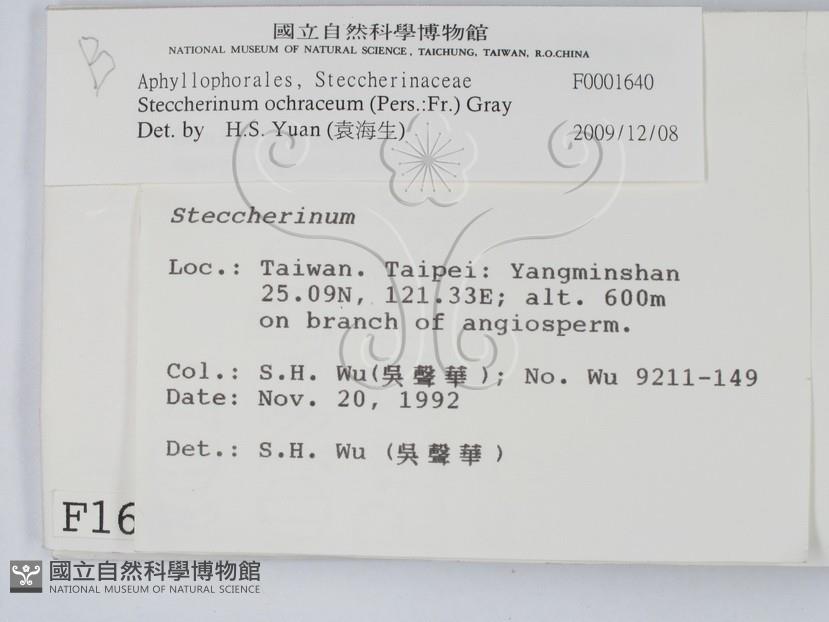 國立自然科學博物館
NATIONAL MUSEUM OF NATURAL SCIENCE, TAICHUNG, TAIWAN, R.O.CHINA
B
Aphyllophorales, Steccherinaceae F0001640
Steccherinum ochraceum (Pers.:Fr.) Gray
Det. by H.S. Yuan (袁海生) 2009/12/08
Steccherinum
Loc.: Taiwan. Taipei: Yangminshan
25.09N, 121.33E; alt. 600m
on branch of angiosperm.
Col.: S.H. Wu(吳聲華); No. Wu 9211-149
Date: Nov. 20, 1992
Det.: S.H. Wu (吳聲華)
F16
國立自然科學博物館
NATIONAL MUSEUM OF NATURAL SCIENCE